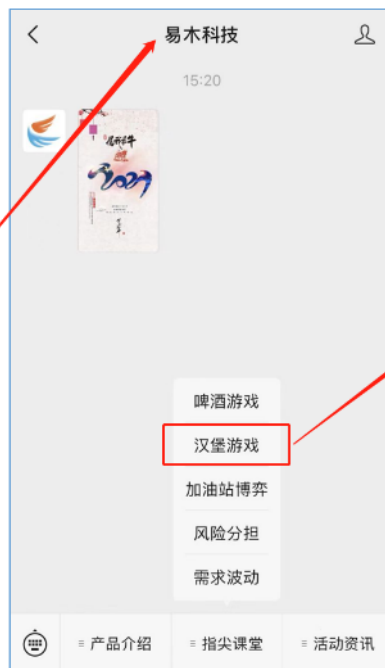 易木科技
15:20
2021
啤酒游戏
汉堡游戏
加油站博弈
风险分担
需求波动
产品介绍
指尖课堂
活动资讯